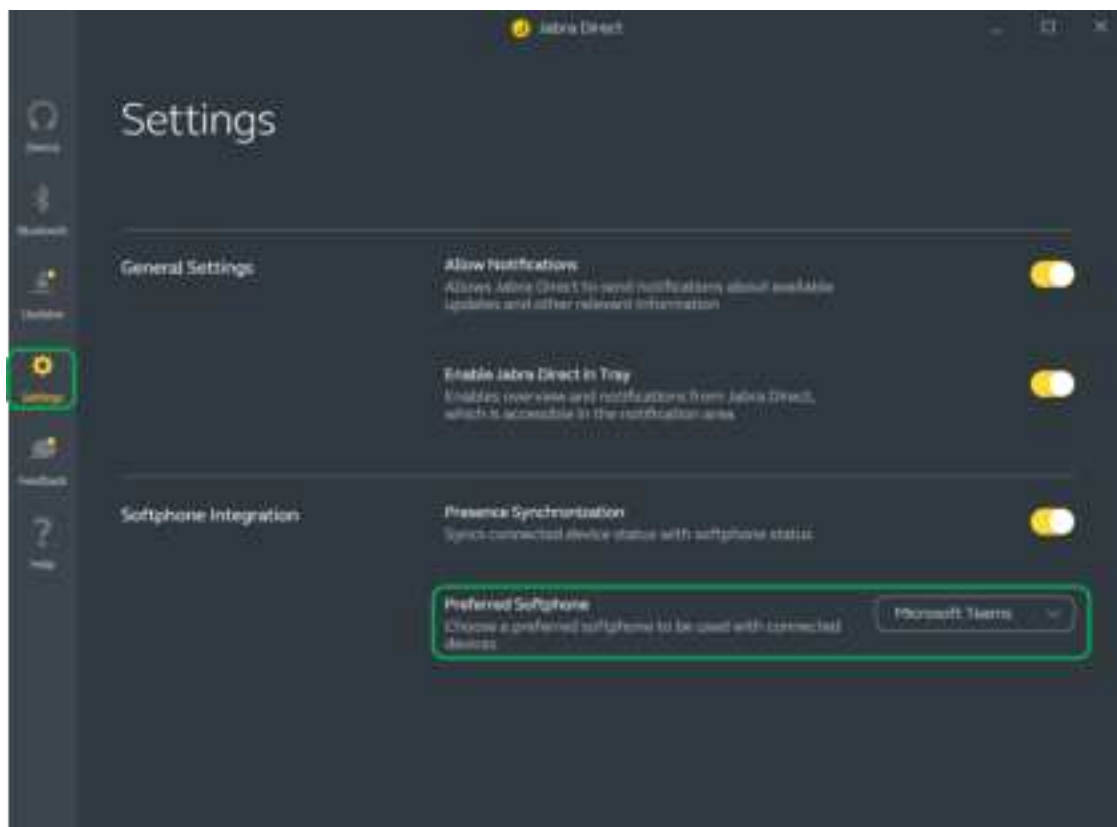 Jabra Direct
Settings
Device
Bluetooth
Updates
Settings
Feedback
Help
General Settings
Allow Notifications
Allows Jabra Direct to send notifications about available
updates and other relevant information
Enable Jabra Direct in Tray
Enables overview and notifications from Jabra Direct,
which is accessible in the notification area
Softphone Integration
Presence Synchronization
Syncs connected device status with softphone status
Preferred Softphone
Choose a preferred softphone to be used with connected
devices
Microsoft Teams